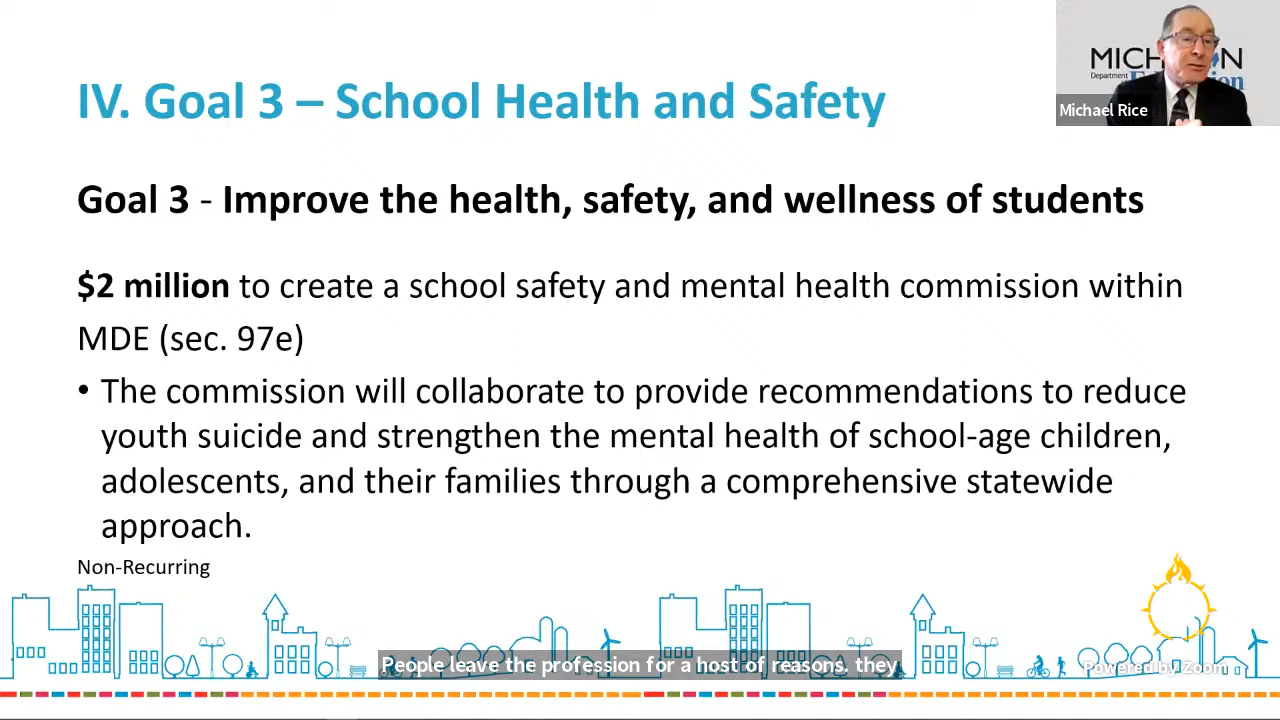 IV. Goal 3 – School Health and Safety
MICH N
Department
Education
Michael Rice
Goal 3 - Improve the health, safety, and wellness of students
$2 million to create a school safety and mental health commission within
MDE (sec. 97e)
• The commission will collaborate to provide recommendations to reduce
youth suicide and strengthen the mental health of school-age children,
adolescents, and their families through a comprehensive statewide
approach.
Non-Recurring
People leave the profession for a host of reasons. they
Powered by Zoom